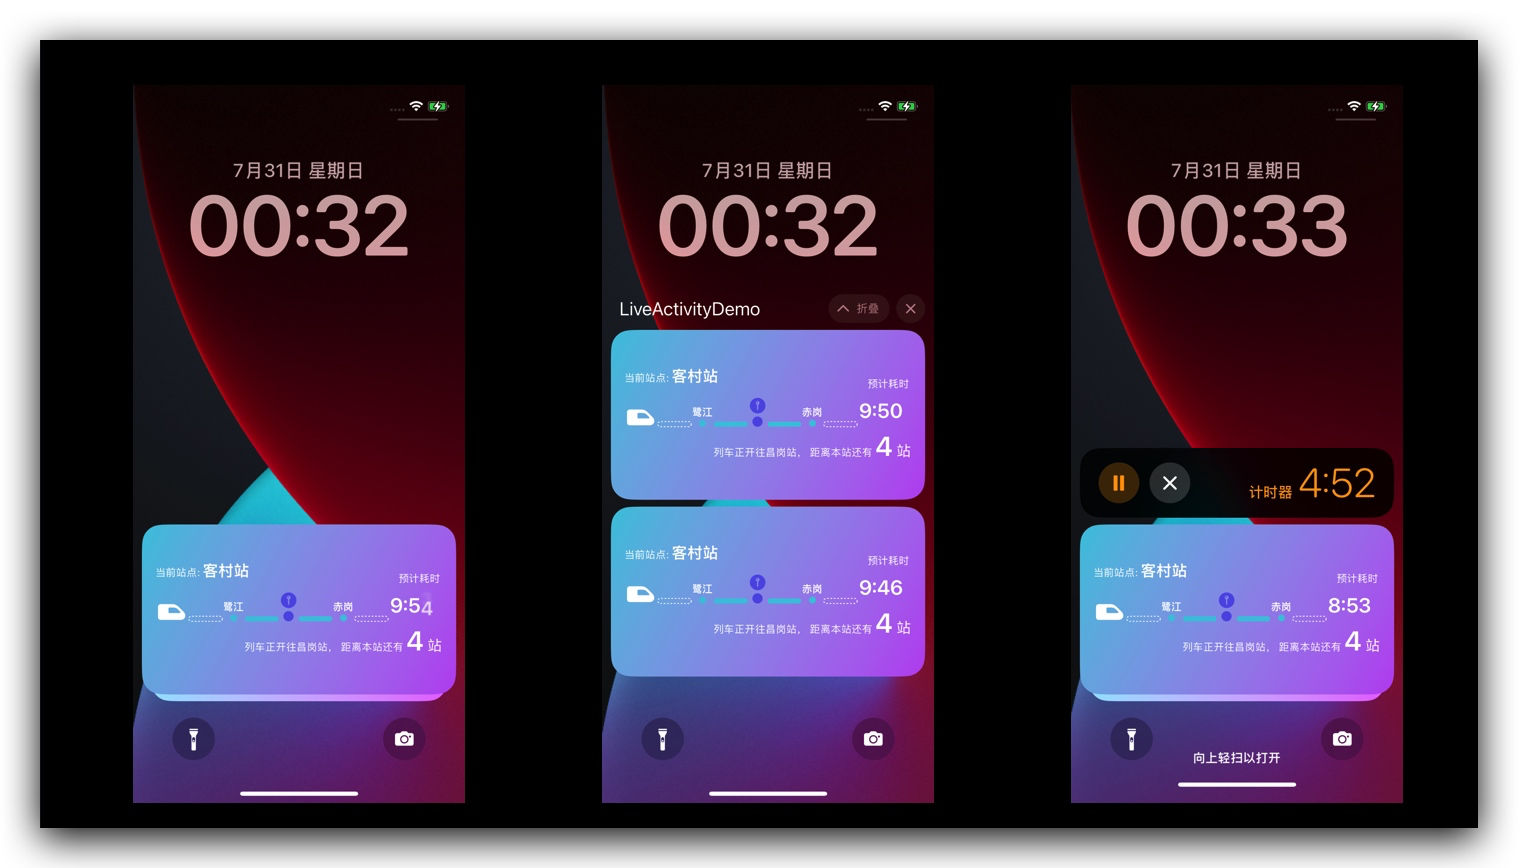 7月31日 星期日
00:32
当前站点: 客村站
预计耗时
鹭江
赤岗
9:54
列车正开往昌岗站， 距离本站还有 4 站
7月31日 星期日
00:32
LiveActivityDemo
折叠
当前站点: 客村站
预计耗时
鹭江
赤岗
9:50
列车正开往昌岗站， 距离本站还有 4 站
当前站点: 客村站
预计耗时
鹭江
赤岗
9:46
列车正开往昌岗站， 距离本站还有 4 站
7月31日 星期日
00:33
计时器 4:52
当前站点: 客村站
预计耗时
鹭江
赤岗
8:53
列车正开往昌岗站， 距离本站还有 4 站
向上轻扫以打开